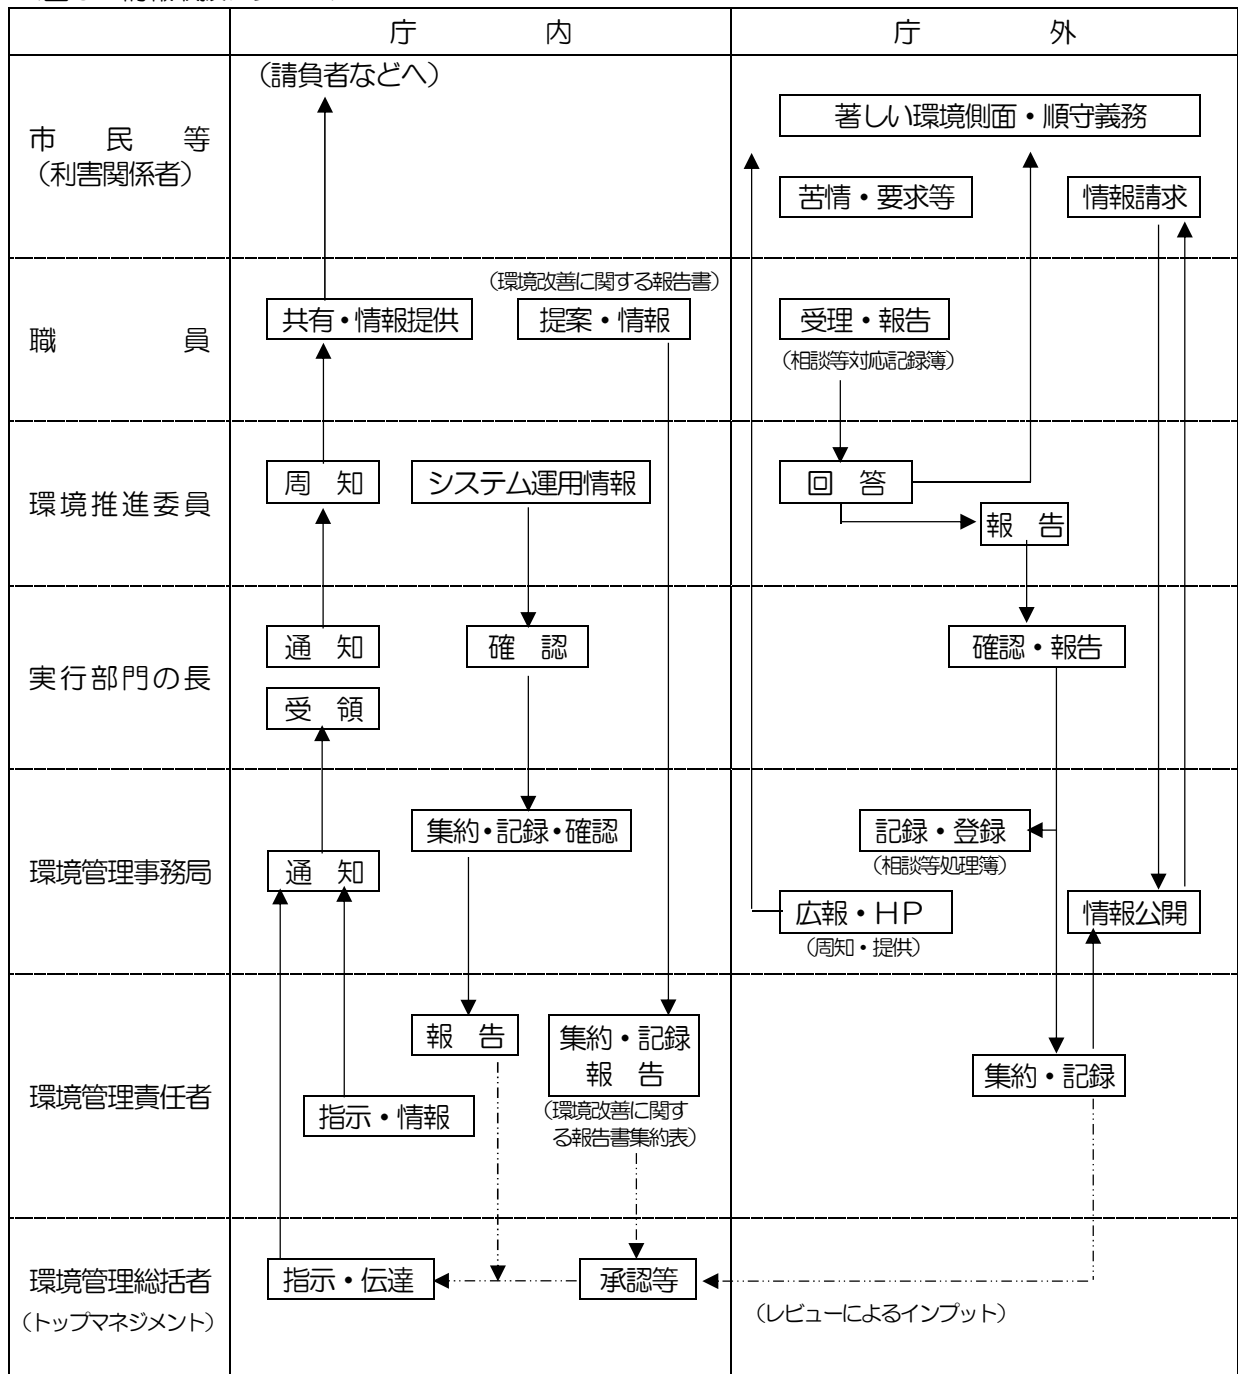 庁 内
庁 外
市 民 等
（利害関係者）
（請負者などへ）
著しい環境側面・順守義務
苦情・要求等
情報請求
職 員
（環境改善に関する報告書）
共有・情報提供
提案・情報
受理・報告
（相談等対応記録簿）
環境推進委員
周 知
システム運用情報
回 答
報 告
実行部門の長
通 知
確 認
確認・報告
受 領
環境管理事務局
集約・記録・確認
記録・登録
（相談等処理簿）
通 知
広報・ＨＰ
（周知・提供）
情報公開
環境管理責任者
報 告
集約・記録
報 告
（環境改善に関す
る報告書集約表）
指示・情報
集約・記録
環境管理総括者
（トップマネジメント）
指示・伝達
承認等
（レビューによるインプット）